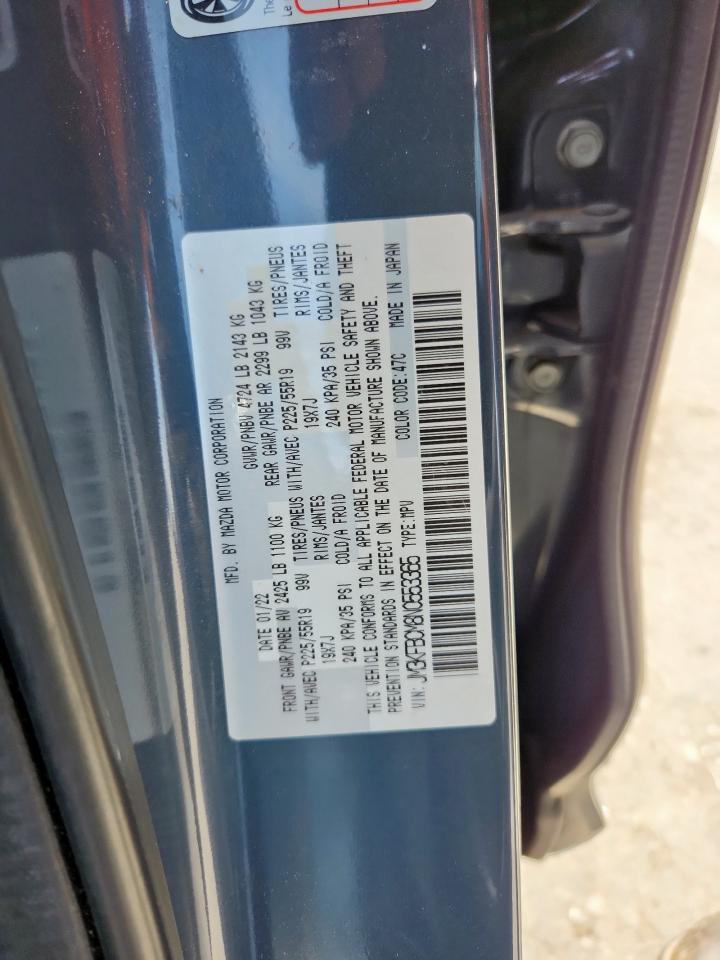 The
Le
MFD. BY MAZDA MOTOR CORPORATION
DATE 01/22 GVWR/PNBV 4724 LB 2143 KG
FRONT GAWR/PNBE AV 2425 LB 1100 KG REAR GAWR/PNBE AR 2299 LB 1043 KG
WITH/AVEC P225/55R19 99V TIRES/PNEUS WITH/AVEC P225/55R19 99V TIRES/PNEUS
19X7J RIMS/JANTES 19X7J RIMS/JANTES
240 KPA/35 PSI COLD/A FROID 240 KPA/35 PSI COLD/A FROID
THIS VEHICLE CONFORMS TO ALL APPLICABLE FEDERAL MOTOR VEHICLE SAFETY AND THEFT
PREVENTION STANDARDS IN EFFECT ON THE DATE OF MANUFACTURE SHOWN ABOVE.
VIN: JM3KFBCM8N0553365 TYPE:MPV COLOR CODE:47C MADE IN JAPAN